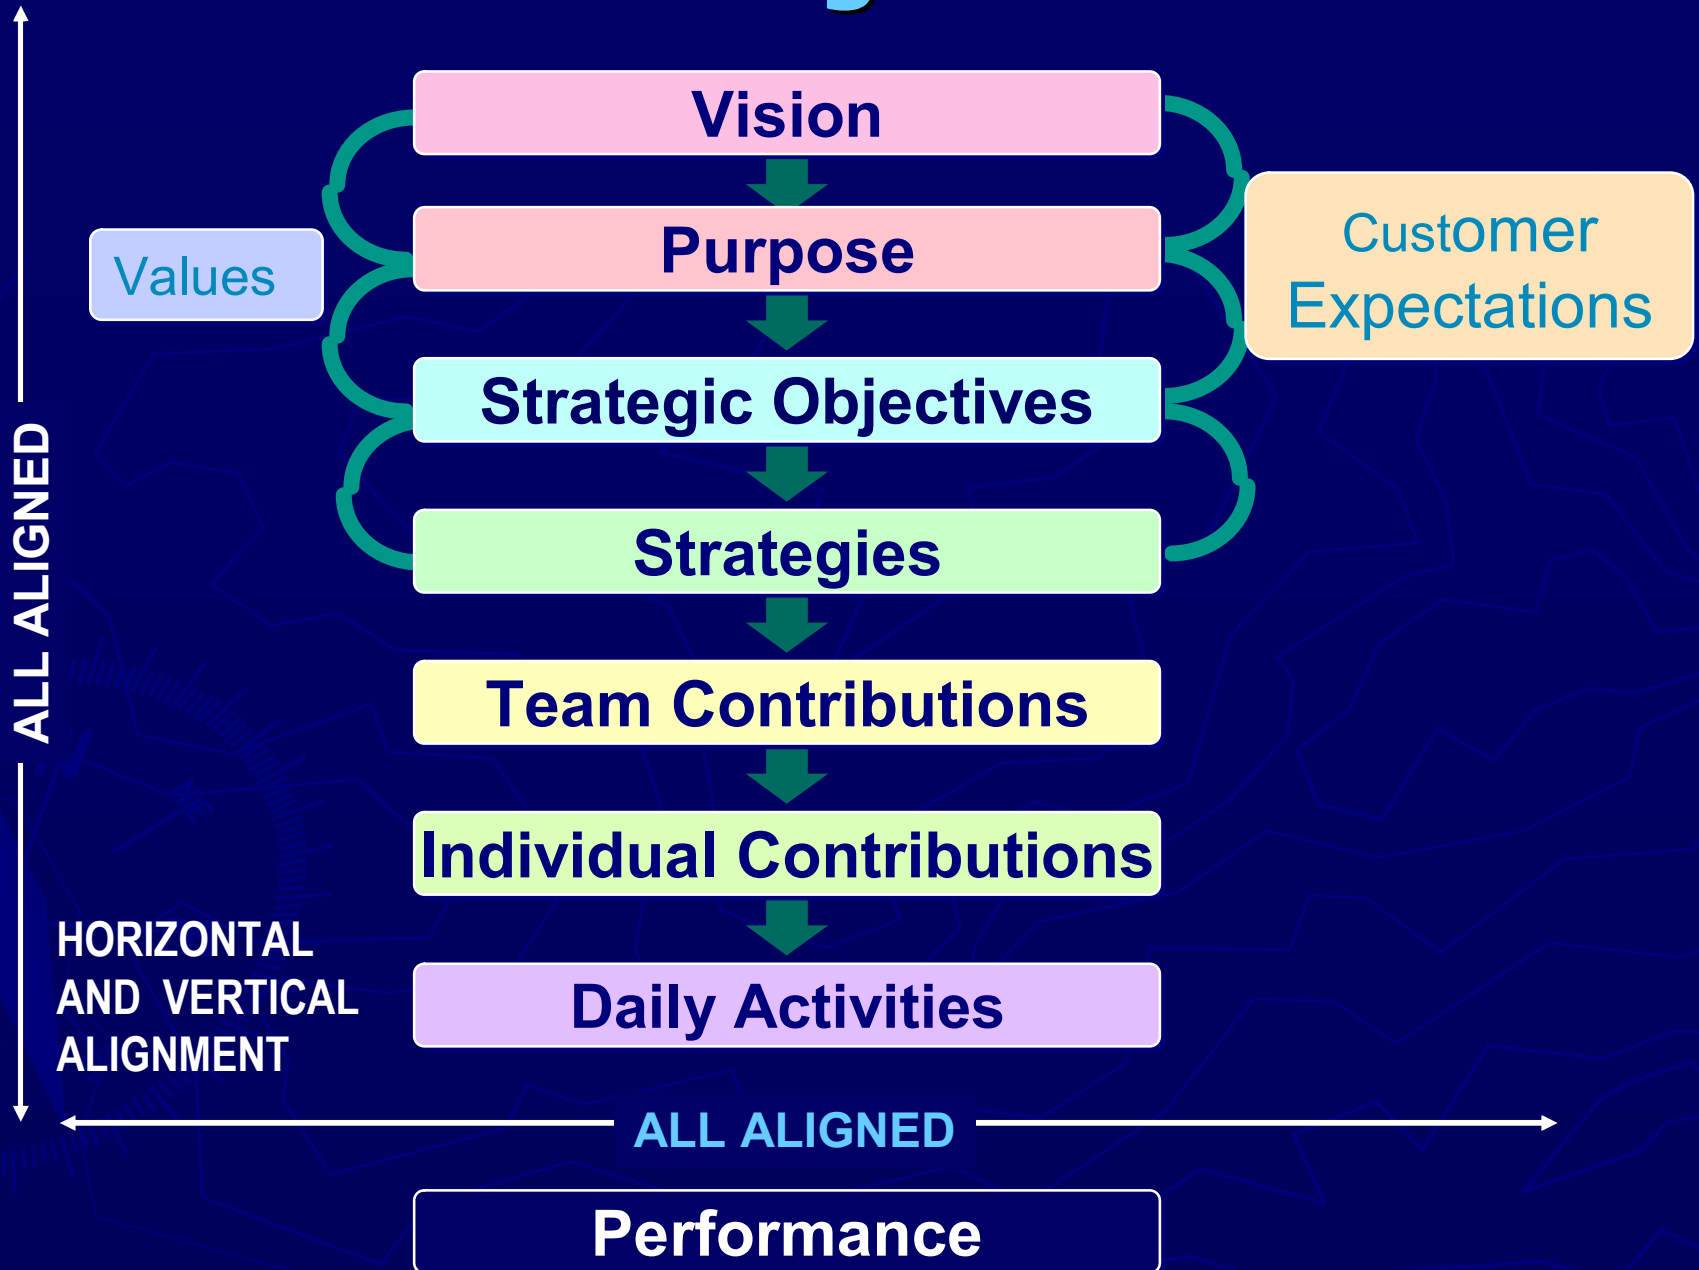 Vision
Purpose
Values
Customer
Expectations
Strategic Objectives
Strategies
ALL ALIGNED
Team Contributions
Individual Contributions
HORIZONTAL
AND VERTICAL
ALIGNMENT
Daily Activities
ALL ALIGNED
Performance